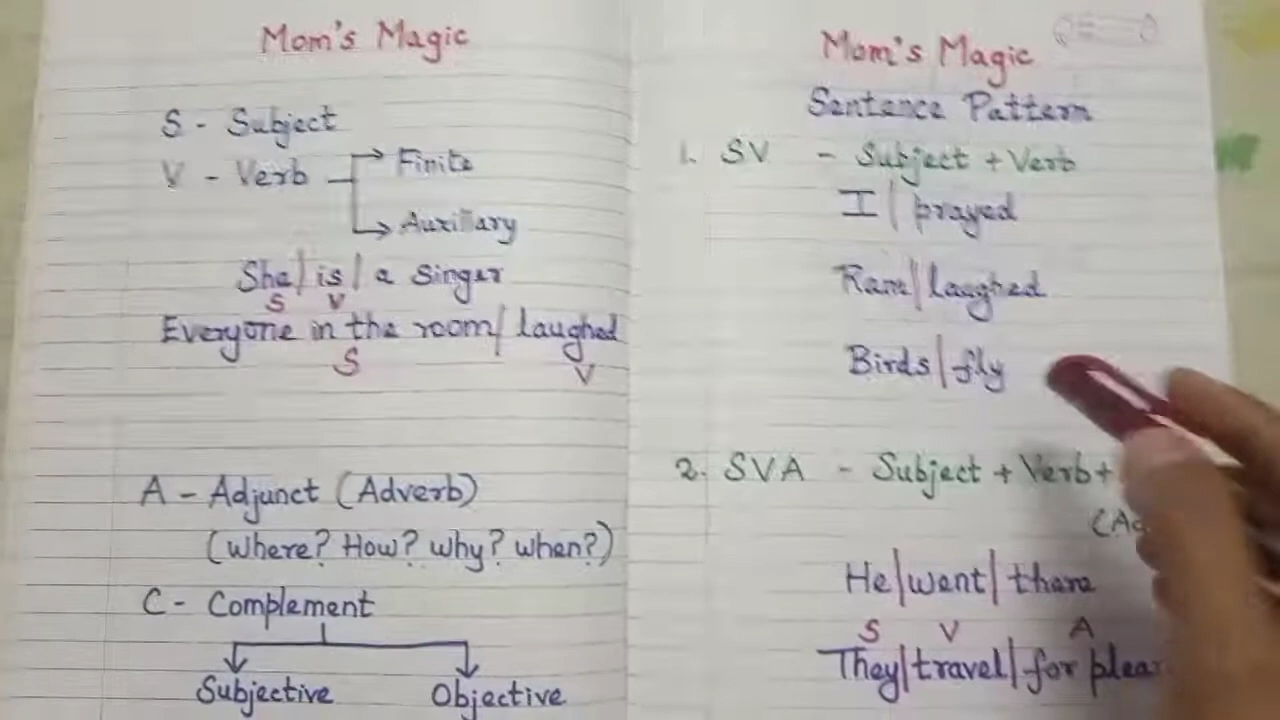 Mom's Magic
S - Subject
V - Verb
Finite
Auxillary
She / is / a singer
S V
Everyone in the room / laughed
S V
A - Adjunct (Adverb)
(Where? How? why? when?)
C - Complement
Subjective Objective
Mom's Magic
Sentence Pattern
1. SV - Subject + Verb
I / prayed
Ram / laughed
Birds / fly
2. SVA - Subject + Verb +
He / went / there
S V A
They / travel / for